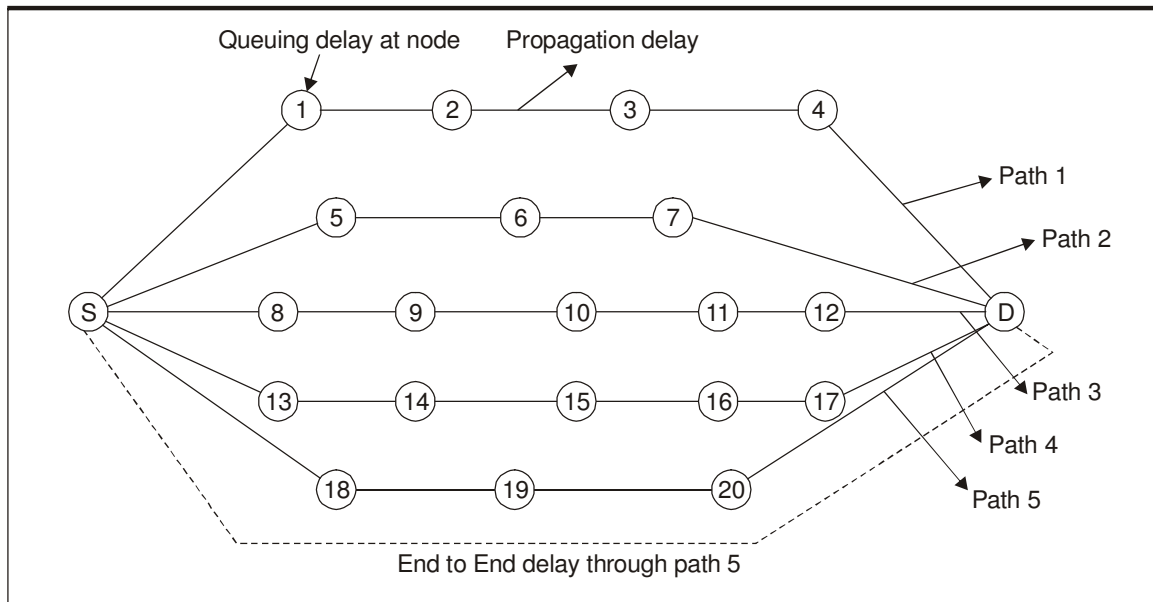 Queuing delay at node
Propagation delay
1
2
3
4
Path 1
5
6
7
Path 2
S
8
9
10
11
12
D
Path 3
13
14
15
16
17
Path 4
18
19
20
Path 5
End to End delay through path 5